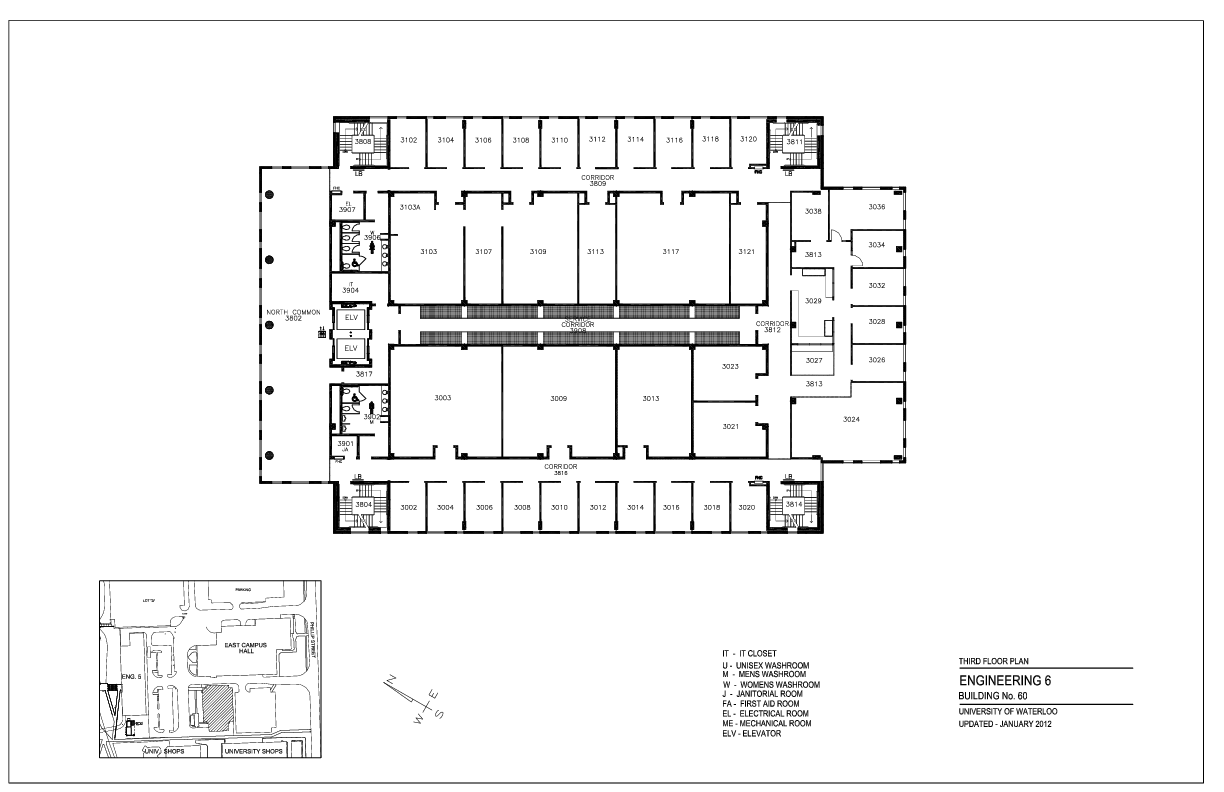 3808
3102
3104
3106
3108
3110
3112
3114
3116
3118
3120
3811
LB
CORRIDOR
3809
FHC
LB
FHC
EL
3907
3103A
3038
3036
W
3906
3103
3107
3109
3113
3117
3121
3813
3034
IT
3904
3032
3029
NORTH COMMON
3802
ELV
SERVICE
CORRIDOR
3908
CORRIDOR
3812
3028
ELV
3027
3026
3817
3023
3813
3003
3009
3013
3902
M
3021
3024
3901
JA
FHC
CORRIDOR
3816
LB
FHC
LB
3804
3002
3004
3006
3008
3010
3012
3014
3016
3018
3020
3814
PARKING
EAST CAMPUS
HALL
PHILLIP STREET
ENG. 5
UNIV. SHOPS
UNIVERSITY SHOPS
N
E
W
S
IT - IT CLOSET
U - UNISEX WASHROOM
M - MENS WASHROOM
W - WOMENS WASHROOM
J - JANITORIAL ROOM
FA - FIRST AID ROOM
EL - ELECTRICAL ROOM
ME - MECHANICAL ROOM
ELV - ELEVATOR
THIRD FLOOR PLAN
ENGINEERING 6
BUILDING No. 60
UNIVERSITY OF WATERLOO
UPDATED - JANUARY 2012